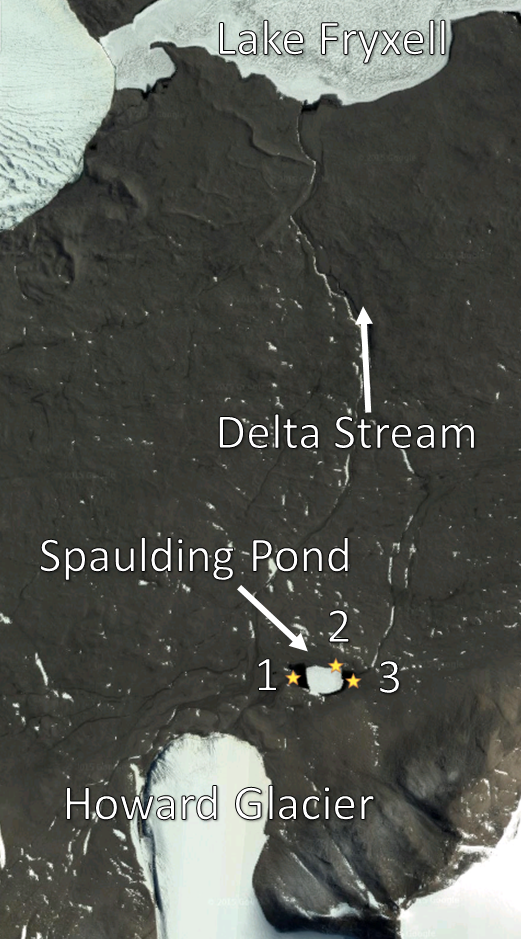 Lake Fryxell
Delta Stream
Spaulding Pond
2
1
3
Howard Glacier